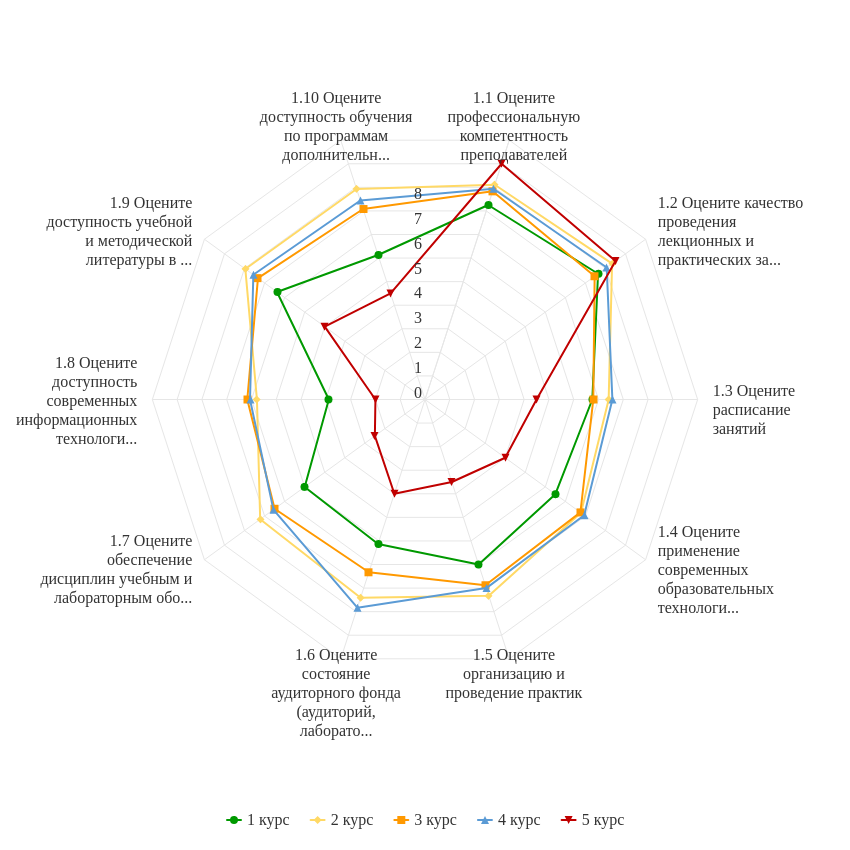 1.10 Оцените
доступность обучения
по программам
дополнительн...
1.1 Оцените
профессиональную
компетентность
преподавателей
1.9 Оцените
доступность учебной
и методической
литературы в ...
1.2 Оцените качество
проведения
лекционных и
практических за...
8
7
6
5
4
3
2
1
0
1.8 Оцените
доступность
современных
информационных
технологи...
1.3 Оцените
расписание
занятий
1.7 Оцените
обеспечение
дисциплин учебным и
лабораторным обо...
1.4 Оцените
применение
современных
образовательных
технологи...
1.6 Оцените
состояние
аудиторного фонда
(аудиторий,
лаборато...
1.5 Оцените
организацию и
проведение практик
1 курс 2 курс 3 курс 4 курс 5 курс